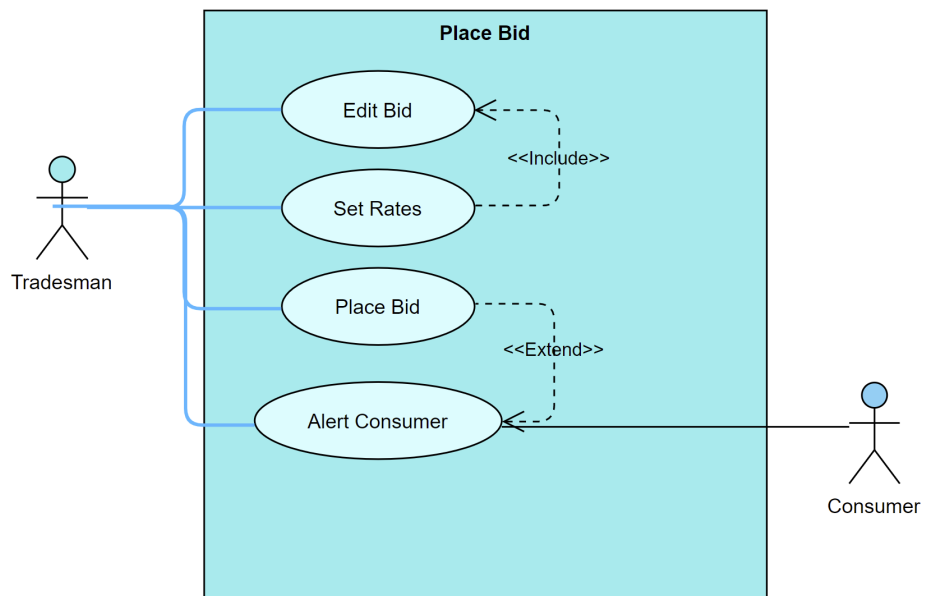 Place Bid
Edit Bid
<<Include>>
Set Rates
Tradesman
Place Bid
<<Extend>>
Alert Consumer
Consumer